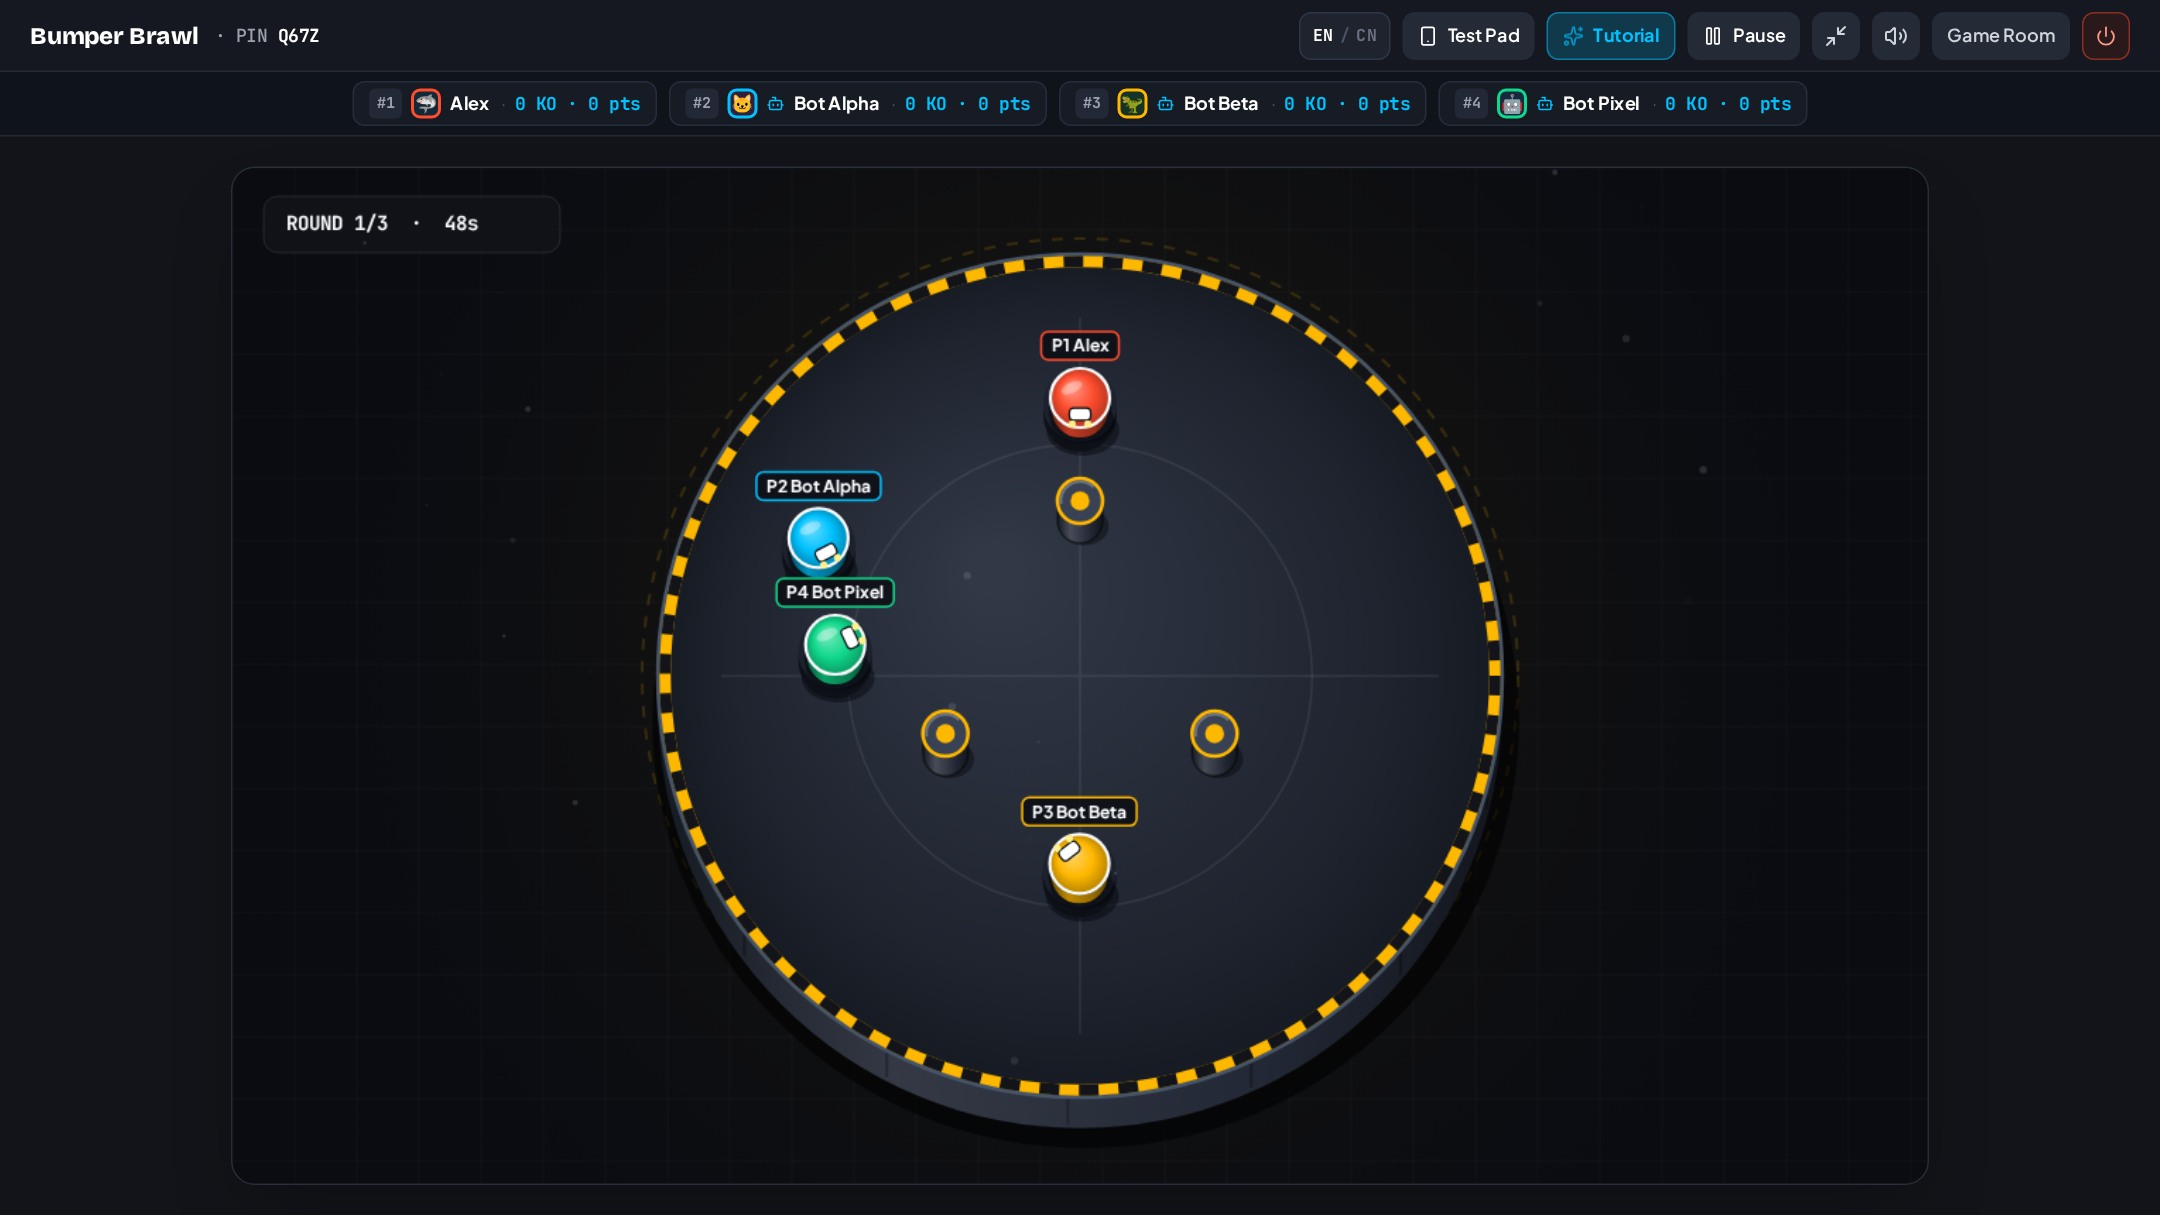 Bumper Brawl · PIN Q67Z
EN / CN
Test Pad
Tutorial
Pause
Game Room
#1 Alex · 0 KO · 0 pts
#2 Bot Alpha · 0 KO · 0 pts
#3 Bot Beta · 0 KO · 0 pts
#4 Bot Pixel · 0 KO · 0 pts
ROUND 1/3 · 48s
P1 Alex
P2 Bot Alpha
P4 Bot Pixel
P3 Bot Beta